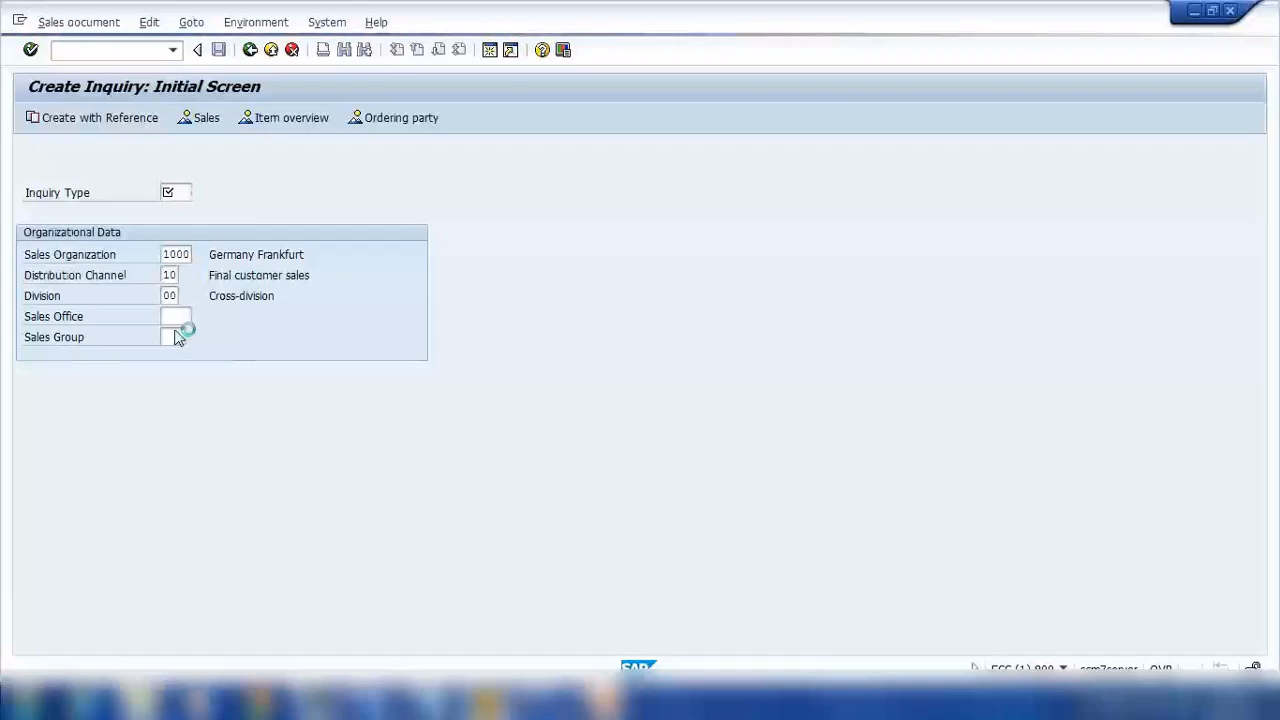 Sales document Edit Goto Environment System Help
Create Inquiry: Initial Screen
Create with Reference Sales Item overview Ordering party
Inquiry Type
Organizational Data
Sales Organization 1000 Germany Frankfurt
Distribution Channel 10 Final customer sales
Division 00 Cross-division
Sales Office
Sales Group
SAP